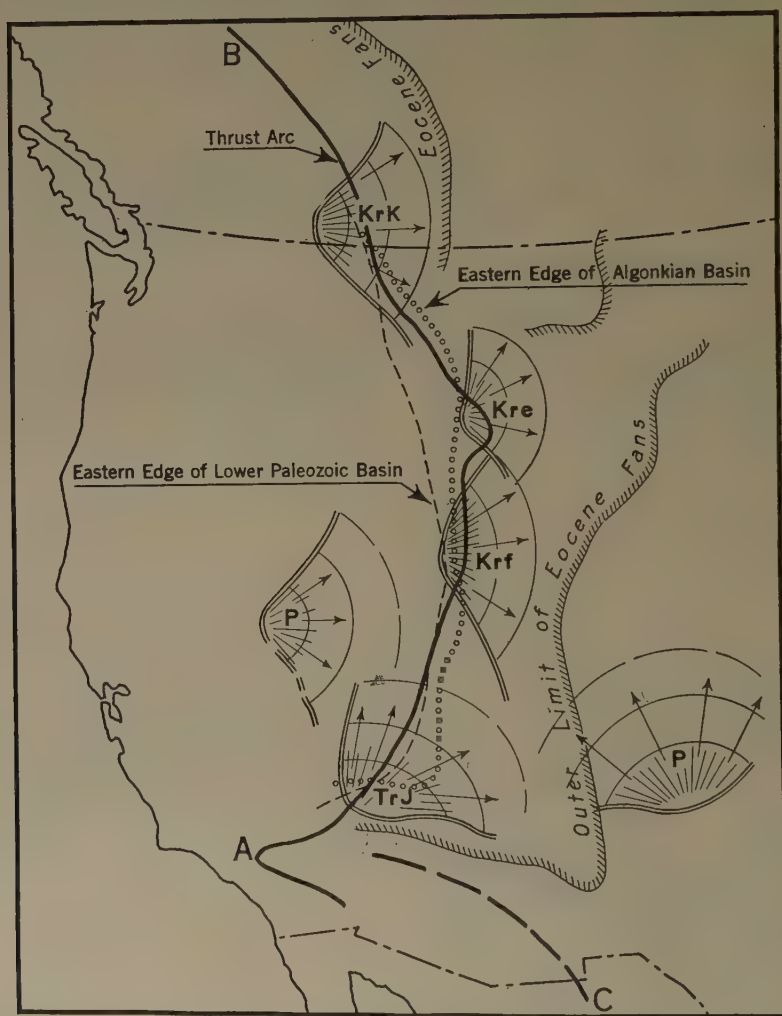 B
Eocene Fans
Thrust Arc
KrK
Eastern Edge of Algonkian Basin
Kre
Eastern Edge of Lower Paleozoic Basin
Krf
P
Outer Limit of Eocene Fans
P
TrJ
A
C